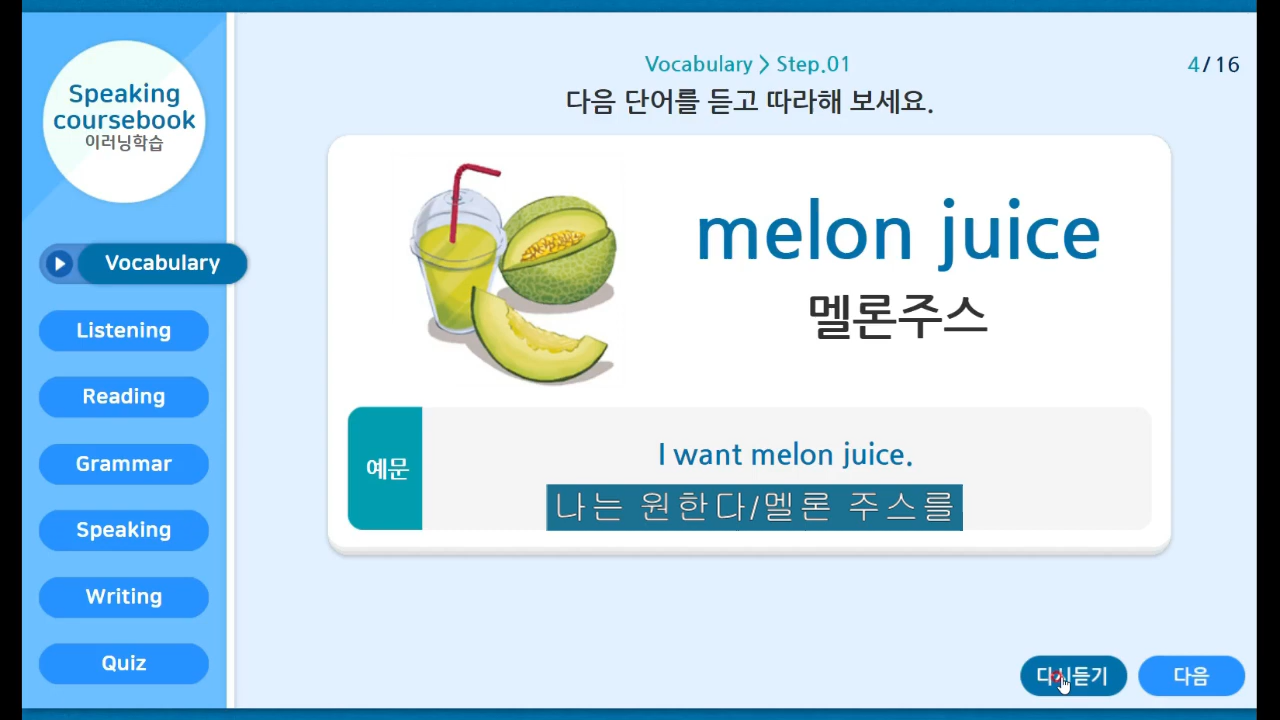 Speaking
coursebook
이러닝학습
Vocabulary
Listening
Reading
Grammar
Speaking
Writing
Quiz
Vocabulary > Step.01
4/16
다음 단어를 듣고 따라해 보세요.
melon juice
멜론주스
예문
I want melon juice.
나는 원한다/멜론 주스를
다시듣기
다음